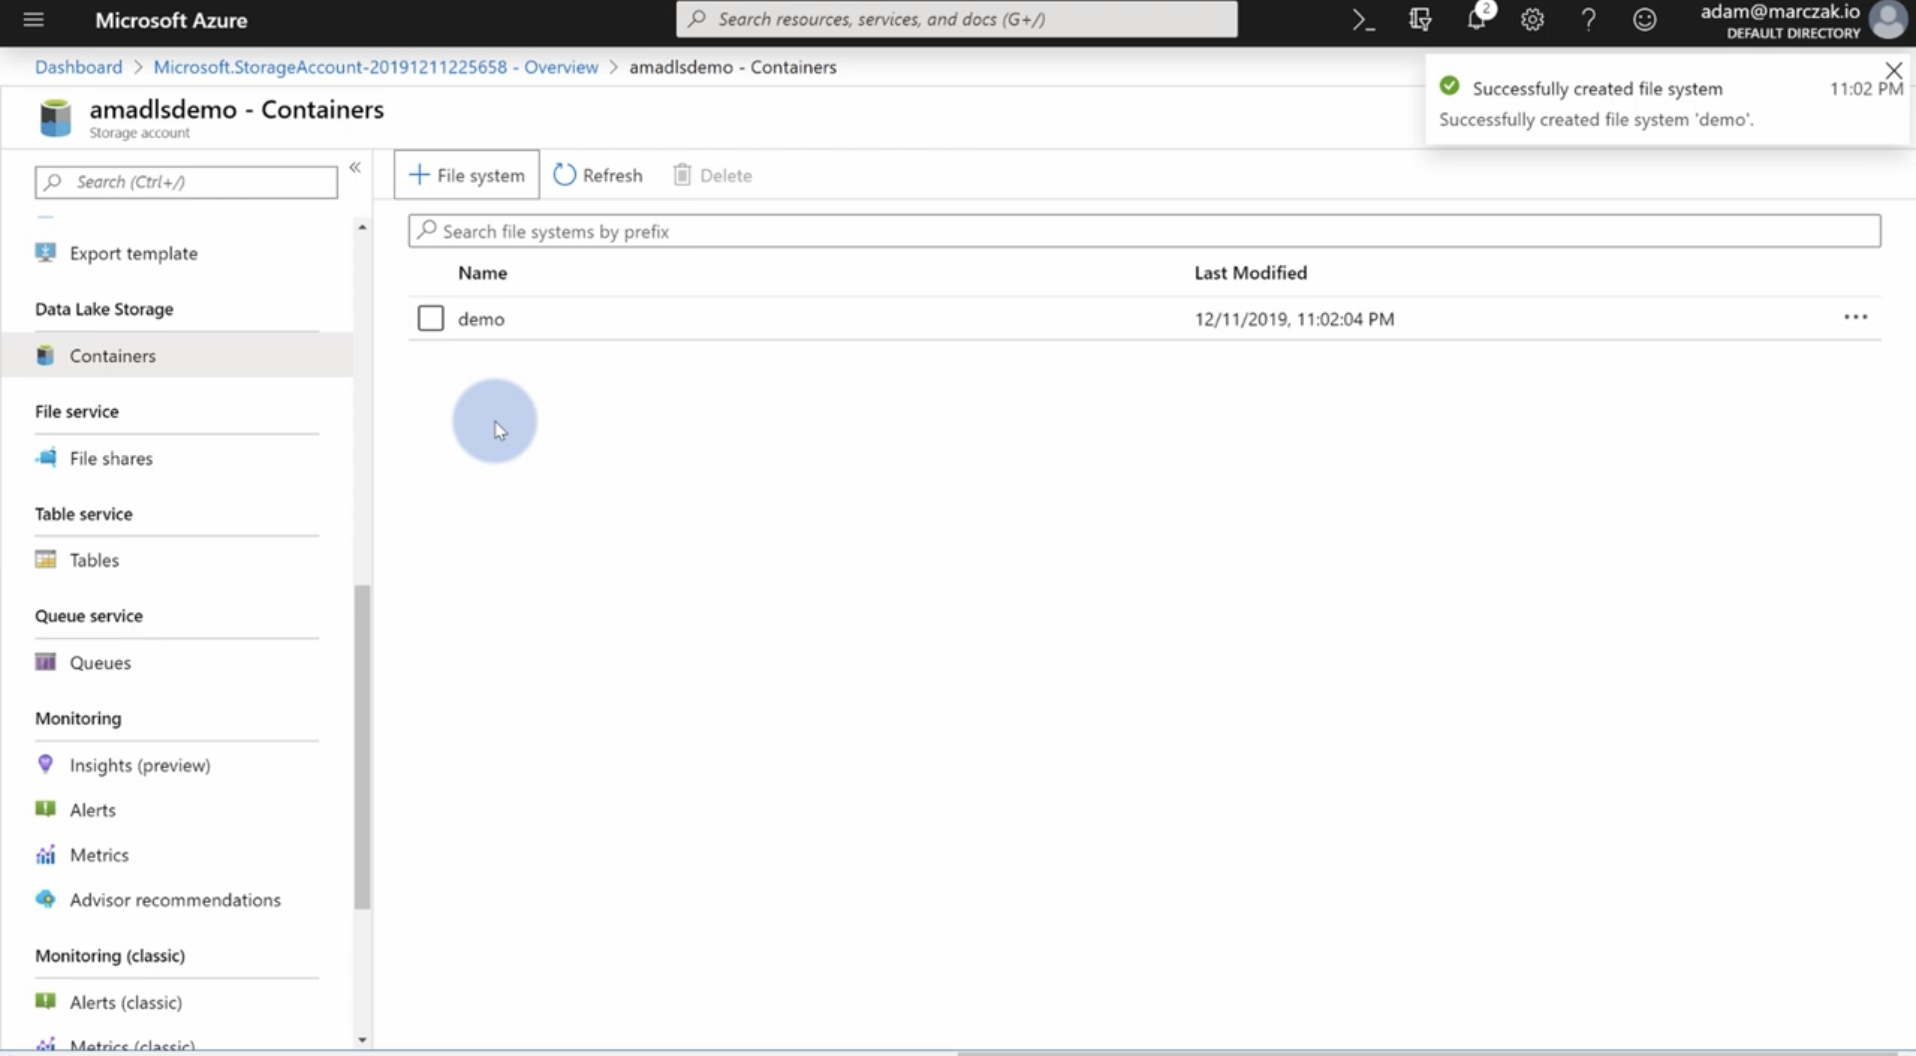 Microsoft Azure
Search resources, services, and docs (G+/)
2
adam@marczak.io
DEFAULT DIRECTORY
Dashboard > Microsoft.StorageAccount-20191211225658 - Overview > amadlsdemo - Containers
Successfully created file system 11:02 PM
Successfully created file system 'demo'.
amadlsdemo - Containers
Storage account
Search (Ctrl+/)
File system
Refresh
Delete
Search file systems by prefix
Name Last Modified
demo 12/11/2019, 11:02:04 PM
Export template
Data Lake Storage
Containers
File service
File shares
Table service
Tables
Queue service
Queues
Monitoring
Insights (preview)
Alerts
Metrics
Advisor recommendations
Monitoring (classic)
Alerts (classic)
Metrics (classic)